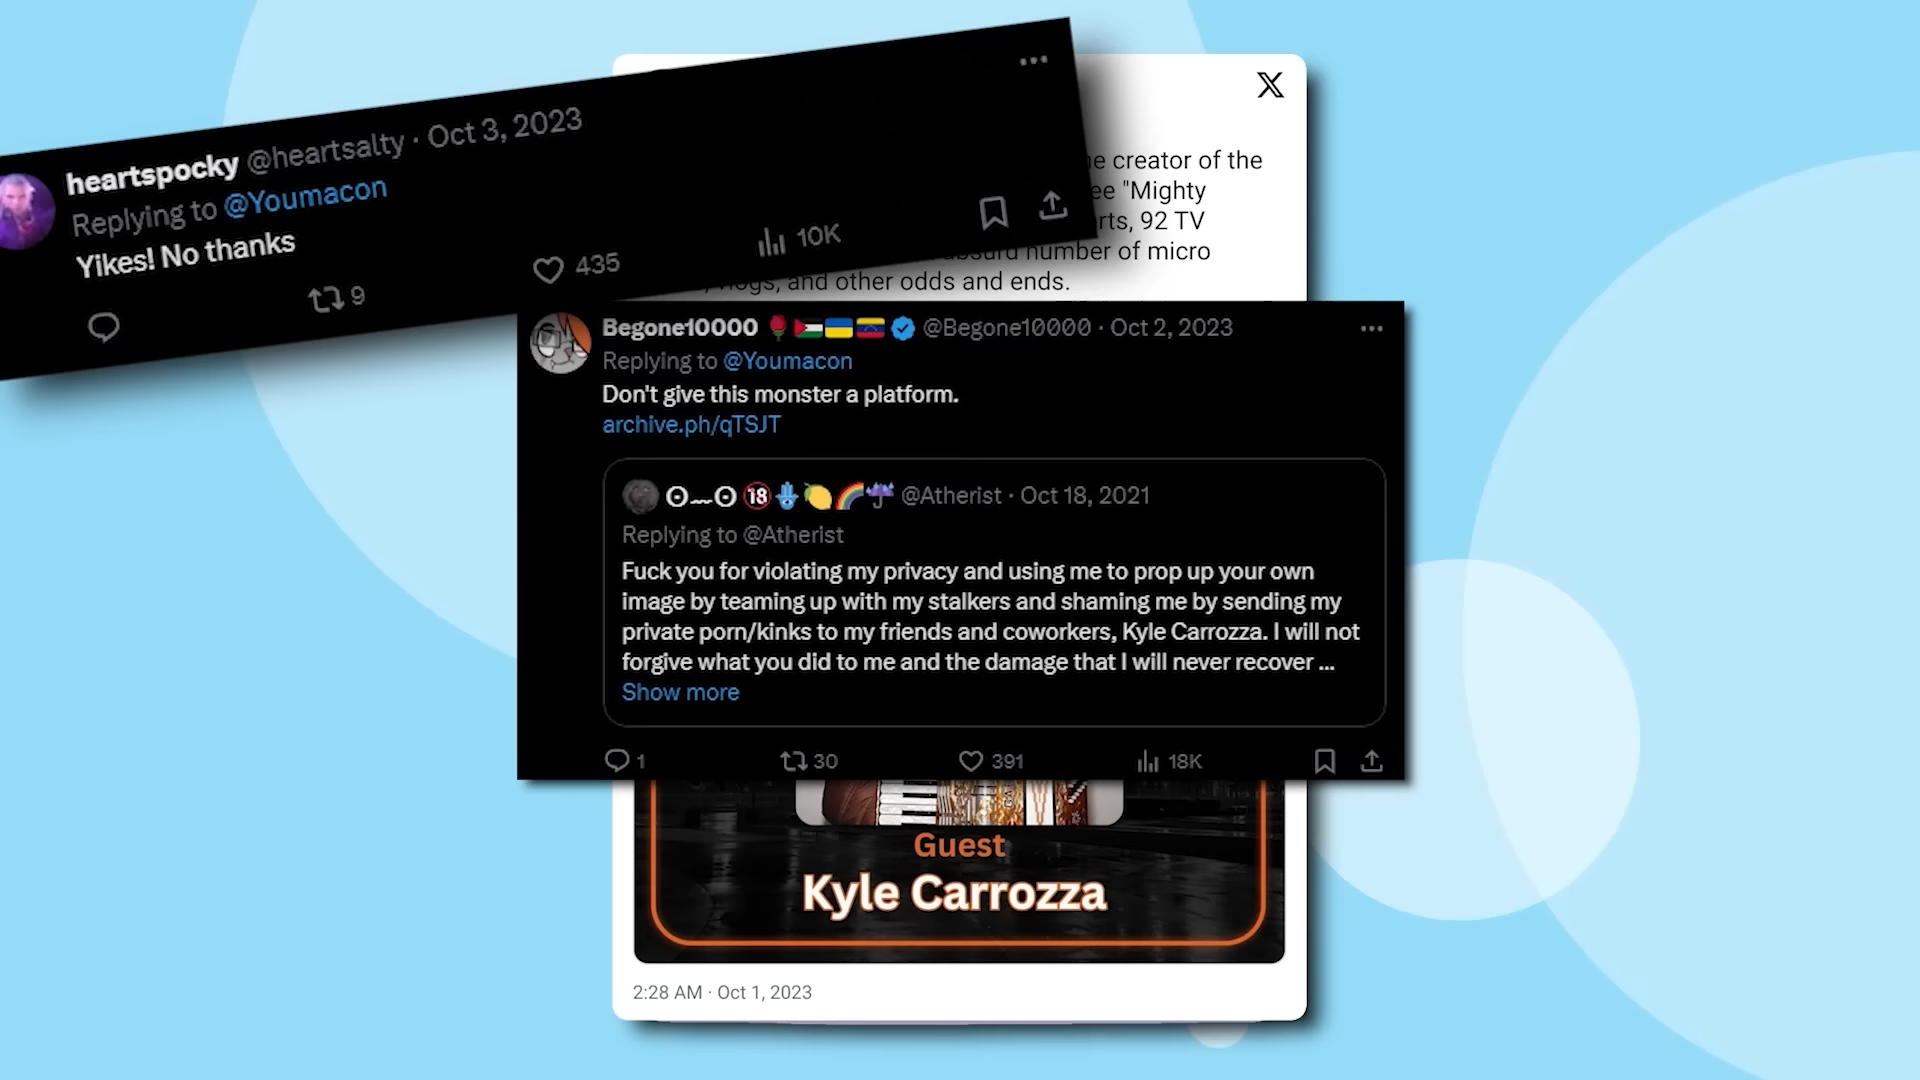 heartspocky @heartsalty · Oct 3, 2023
Replying to @Youmacon
Yikes! No thanks
9
435
10K
creator of the
"Mighty
92 TV
number of micro
and other odds and ends.
Begone10000 @Begone10000 · Oct 2, 2023
Replying to @Youmacon
Don't give this monster a platform.
archive.ph/qTSJT
⊙﹏⊙ 🔞🪬🍋🌈☔ @Atherist · Oct 18, 2021
Replying to @Atherist
Fuck you for violating my privacy and using me to prop up your own
image by teaming up with my stalkers and shaming me by sending my
private porn/kinks to my friends and coworkers, Kyle Carrozza. I will not
forgive what you did to me and the damage that I will never recover ...
Show more
1
30
391
18K
Guest
Kyle Carrozza
2:28 AM · Oct 1, 2023